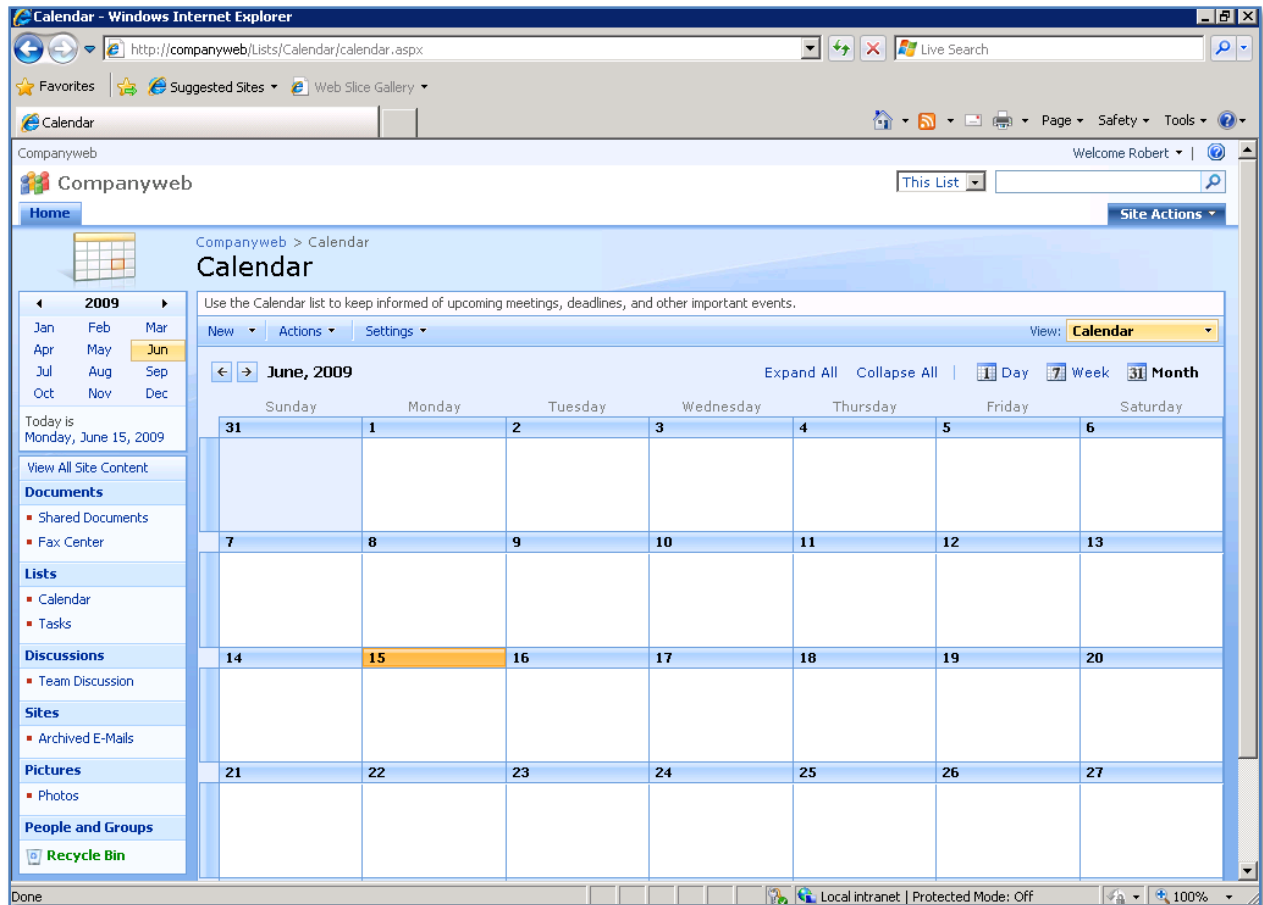 Calendar - Windows Internet Explorer
http://companyweb/Lists/Calendar/calendar.aspx
Live Search
Favorites
Suggested Sites
Web Slice Gallery
Calendar
Page
Safety
Tools
Companyweb
Welcome Robert
Companyweb
This List
Home
Site Actions
Companyweb > Calendar
Calendar
2009
Jan Feb Mar
Apr May Jun
Jul Aug Sep
Oct Nov Dec
Today is
Monday, June 15, 2009
View All Site Content
Documents
Shared Documents
Fax Center
Lists
Calendar
Tasks
Discussions
Team Discussion
Sites
Archived E-Mails
Pictures
Photos
People and Groups
Recycle Bin
Use the Calendar list to keep informed of upcoming meetings, deadlines, and other important events.
New Actions Settings View: Calendar
June, 2009 Expand All Collapse All | 1 Day 7 Week 31 Month
Sunday Monday Tuesday Wednesday Thursday Friday Saturday
31 1 2 3 4 5 6
7 8 9 10 11 12 13
14 15 16 17 18 19 20
21 22 23 24 25 26 27
Done
Local intranet | Protected Mode: Off
100%